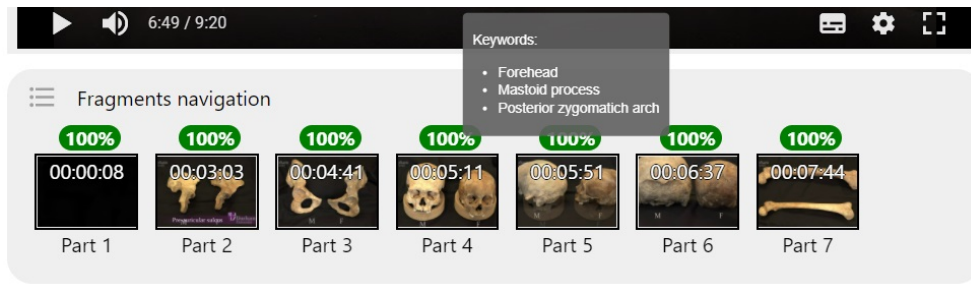 6:49 / 9:20
Keywords:
• Forehead
• Mastoid process
• Posterior zygomatich arch
Fragments navigation
100% 100% 100% 100% 100% 100% 100%
00:00:08 00:03:03 00:04:41 00:05:11 00:05:51 00:06:37 00:07:44
M F M F M F
Part 1 Part 2 Part 3 Part 4 Part 5 Part 6 Part 7